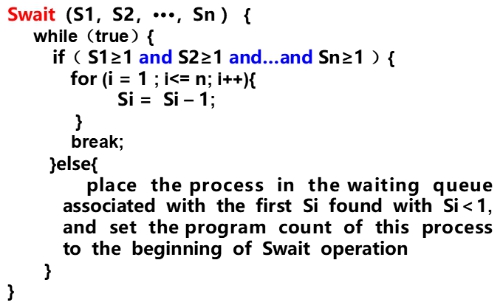 Swait (S1, S2, •••, Sn ) {
while (true) {
if ( S1≥1 and S2≥1 and...and Sn≥1 ) {
for (i = 1 ; i<= n; i++){
Si = Si – 1;
}
break;
}else{
place the process in the waiting queue
associated with the first Si found with Si<1,
and set the program count of this process
to the beginning of Swait operation
}
}